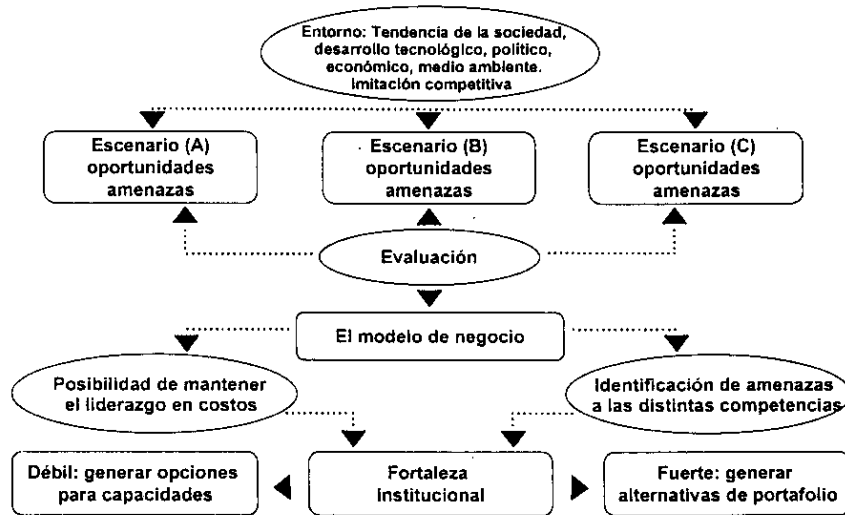 Entorno: Tendencia de la sociedad,
desarrollo tecnológico, político,
económico, medio ambiente.
Imitación competitiva
Escenario (A)
oportunidades
amenazas
Escenario (B)
oportunidades
amenazas
Escenario (C)
oportunidades
amenazas
Evaluación
El modelo de negocio
Posibilidad de mantener
el liderazgo en costos
Identificación de amenazas
a las distintas competencias
Débil: generar opciones
para capacidades
Fortaleza
institucional
Fuerte: generar
alternativas de portafolio